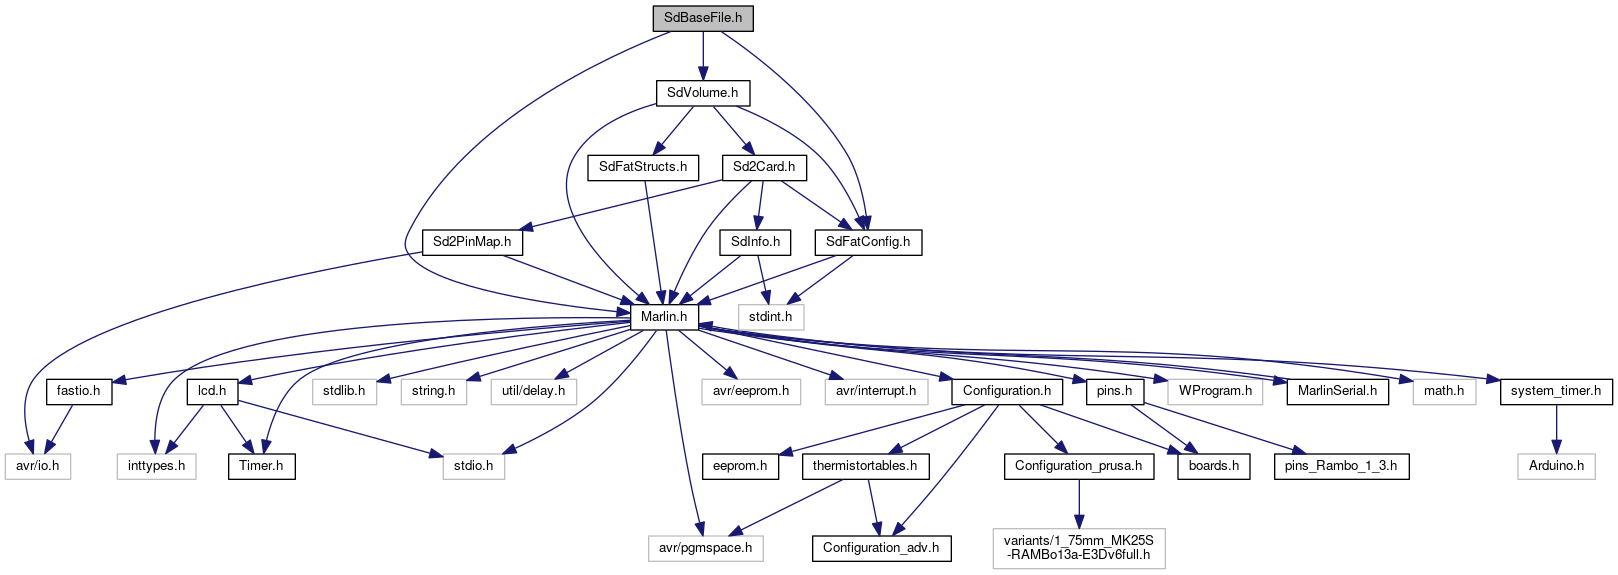 SdBaseFile.h
SdVolume.h
SdFatStructs.h
Sd2Card.h
Sd2PinMap.h
SdInfo.h
SdFatConfig.h
Marlin.h
stdint.h
fastio.h
lcd.h
stdlib.h
string.h
util/delay.h
avr/eeprom.h
avr/interrupt.h
Configuration.h
pins.h
WProgram.h
MarlinSerial.h
math.h
system_timer.h
avr/io.h
inttypes.h
Timer.h
stdio.h
eeprom.h
thermistortables.h
Configuration_prusa.h
boards.h
pins_Rambo_1_3.h
Arduino.h
avr/pgmspace.h
Configuration_adv.h
variants/1_75mm_MK25S
-RAMBo13a-E3Dv6full.h